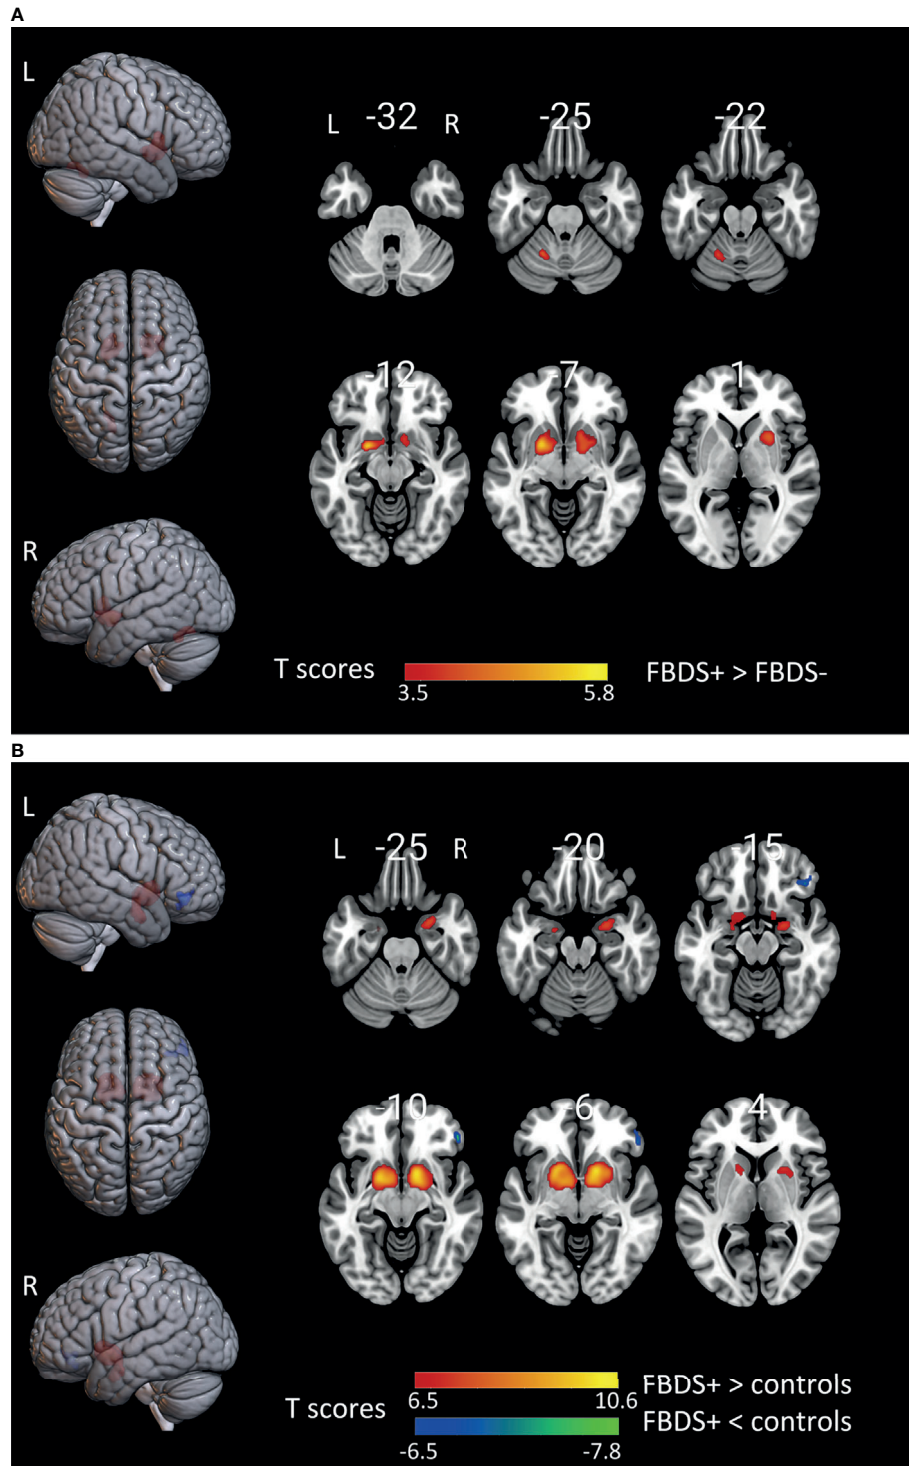 A
L
L -32 R -25 -22
-12 -7 1
R
T scores 3.5 5.8 FBDS+ > FBDS-
B
L
L -25 R -20 -15
-10 -6 4
R
6.5 10.6 FBDS+ > controls
T scores
FBDS+ < controls
-6.5 -7.8